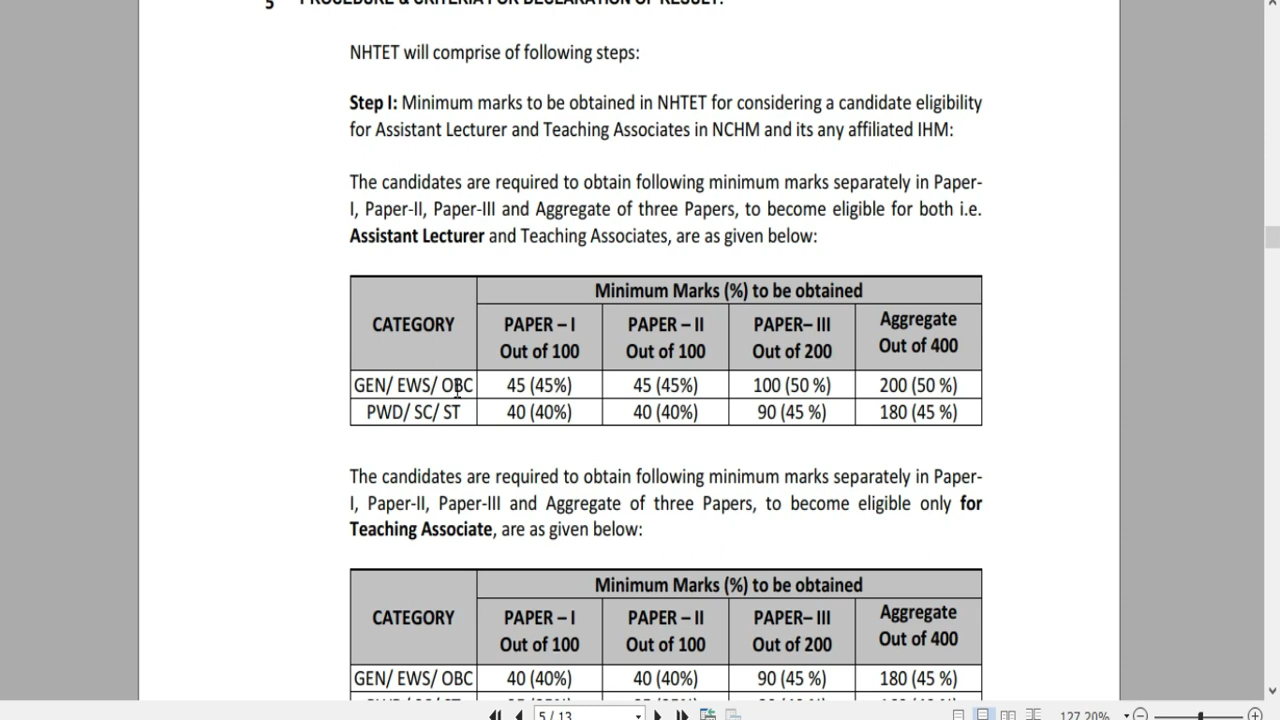 5 PROCEDURE & CRITERIA FOR DECLARATION OF RESULT:
NHTET will comprise of following steps:
Step I: Minimum marks to be obtained in NHTET for considering a candidate eligibility
for Assistant Lecturer and Teaching Associates in NCHM and its any affiliated IHM:
The candidates are required to obtain following minimum marks separately in Paper-
I, Paper-II, Paper-III and Aggregate of three Papers, to become eligible for both i.e.
Assistant Lecturer and Teaching Associates, are as given below:
Minimum Marks (%) to be obtained
CATEGORY PAPER – I PAPER – II PAPER– III Aggregate
Out of 100 Out of 100 Out of 200 Out of 400
GEN/ EWS/ OBC 45 (45%) 45 (45%) 100 (50 %) 200 (50 %)
PWD/ SC/ ST 40 (40%) 40 (40%) 90 (45 %) 180 (45 %)
The candidates are required to obtain following minimum marks separately in Paper-
I, Paper-II, Paper-III and Aggregate of three Papers, to become eligible only for
Teaching Associate, are as given below:
Minimum Marks (%) to be obtained
CATEGORY PAPER – I PAPER – II PAPER– III Aggregate
Out of 100 Out of 100 Out of 200 Out of 400
GEN/ EWS/ OBC 40 (40%) 40 (40%) 90 (45 %) 180 (45 %)
5 / 13 127.20%